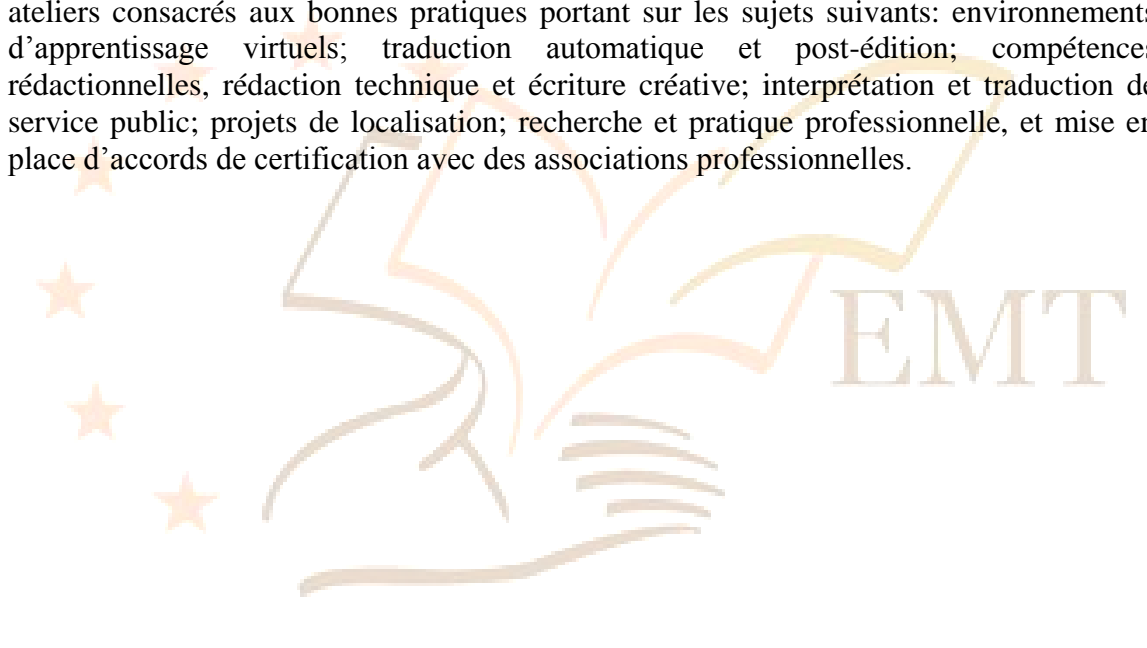 ateliers consacrés aux bonnes pratiques portant sur les sujets suivants: environnements
d’apprentissage virtuels; traduction automatique et post-édition; compétences
rédactionnelles, rédaction technique et écriture créative; interprétation et traduction de
service public; projets de localisation; recherche et pratique professionnelle, et mise en
place d’accords de certification avec des associations professionnelles.
EMT